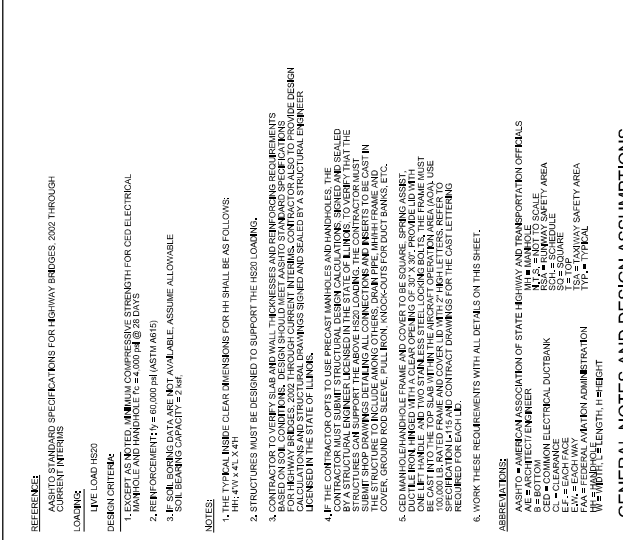 REFERENCE:
AASHTO STANDARD SPECIFICATIONS FOR HIGHWAY BRIDGES, 2002 THROUGH
CURRENT INTERIMS
LOADING:
LIVE LOAD HS20
DESIGN CRITERIA:
1. EXCEPT AS NOTED, MINIMUM COMPRESSIVE STRENGTH FOR CED ELECTRICAL
MANHOLE AND HANDHOLE f'c = 4,000 psi @ 28 DAYS
2. REINFORCEMENT: fy = 60,000 psi (ASTM A615)
3. IF SOIL BORING DATA ARE NOT AVAILABLE, ASSUME ALLOWABLE
SOIL BEARING CAPACITY = 2 ksf.
NOTES:
1. THE TYPICAL INSIDE CLEAR DIMENSIONS FOR HH SHALL BE AS FOLLOWS:
HH: 4'W X 4'L X 4'H
2. STRUCTURES MUST BE DESIGNED TO SUPPORT THE HS20 LOADING.
3. CONTRACTOR TO VERIFY SLAB AND WALL THICKNESSES AND REINFORCING REQUIREMENTS
BASED ON SOIL CONDITIONS. DESIGN SHOULD MEET AASHTO STANDARD SPECIFICATIONS
FOR HIGHWAY BRIDGES, 2002 THROUGH CURRENT INTERIMS. CONTRACTOR ALSO TO PROVIDE DESIGN
CALCULATIONS AND STRUCTURAL DRAWINGS SIGNED AND SEALED BY A STRUCTURAL ENGINEER
LICENSED IN THE STATE OF ILLINOIS.
4. IF THE CONTRACTOR OPTS TO USE PRECAST MANHOLES AND HANDHOLES, THE
CONTRACTOR MUST SUBMIT STRUCTURAL DESIGN CALCULATIONS, SIGNED AND SEALED
BY A STRUCTURAL ENGINEER LICENSED IN THE STATE OF ILLINOIS, TO VERIFY THAT THE
STRUCTURES CAN SUPPORT THE ABOVE HS20 LOADING. THE CONTRACTOR MUST
SUBMIT SHOP DRAWINGS DETAILING ALL CONNECTIONS AND INSERTS TO BE CAST IN
THE STRUCTURE TO INCLUDE AMONG OTHERS, DRAIN PIPE, MH/HH FRAME AND
COVER, GROUND ROD SLEEVE, PULL IRON, KNOCK-OUTS FOR DUCT BANKS, ETC.
5. CED MANHOLE/HANDHOLE FRAME AND COVER TO BE SQUARE, SPRING ASSIST,
DUCTILE IRON, HINGED WITH A CLEAR OPENING OF 30" X 30". PROVIDE LID WITH
ONE LIFT HANDLE AND TWO STAINLESS STEEL LOCKING BOLTS. THE FRAME MUST
BE CAST INTO THE TOP SLAB WITHIN THE AIRCRAFT OPERATION AREA (AOA). USE
100,000 LB. RATED FRAME AND COVER LID WITH 2" HIGH LETTERS. REFER TO
SPECIFICATION L-115 AND CONTRACT DRAWINGS FOR THE CAST LETTERING
REQUIRED FOR EACH LID.
6. WORK THESE REQUIREMENTS WITH ALL DETAILS ON THIS SHEET.
ABBREVIATIONS:
AASHTO = AMERICAN ASSOCIATION OF STATE HIGHWAY AND TRANSPORTATION OFFICIALS
A/E = ARCHITECT/ENGINEER
B = BOTTOM
CED = COMMON ELECTRICAL DUCTBANK
CL = CLEARANCE
E.F. = EACH FACE
E.W. = EACH WAY
FAA = FEDERAL AVIATION ADMINISTRATION
HH = HANDHOLE
W = WIDTH, L = LENGTH, H = HEIGHT
MH = MANHOLE
N.T.S. = NOT TO SCALE
RSA = RUNWAY SAFETY AREA
SCH. = SCHEDULE
SQ = SQUARE
T = TOP
TSA = TAXIWAY SAFETY AREA
TYP. = TYPICAL
GENERAL NOTES AND DESIGN ASSUMPTIONS